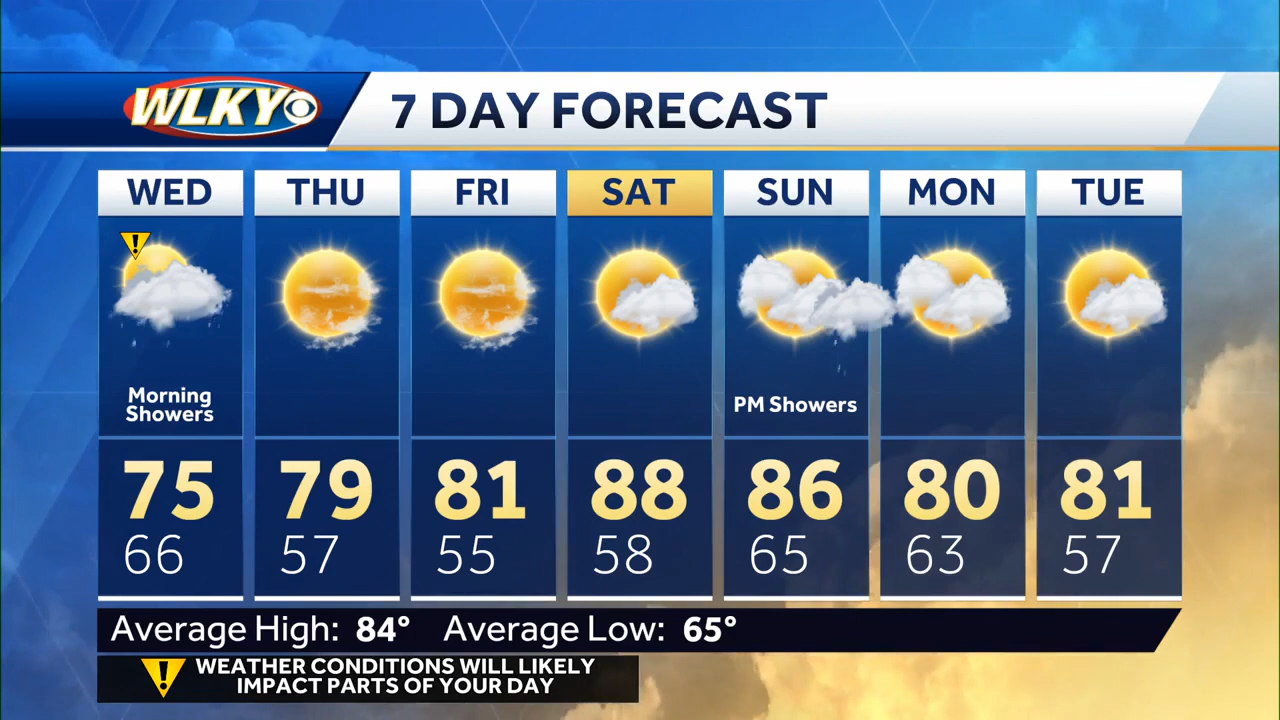 WLKY
7 DAY FORECAST
WED THU FRI SAT SUN MON TUE
!
Morning
Showers
PM Showers
75 79 81 88 86 80 81
66 57 55 58 65 63 57
Average High: 84° Average Low: 65°
! WEATHER CONDITIONS WILL LIKELY
IMPACT PARTS OF YOUR DAY